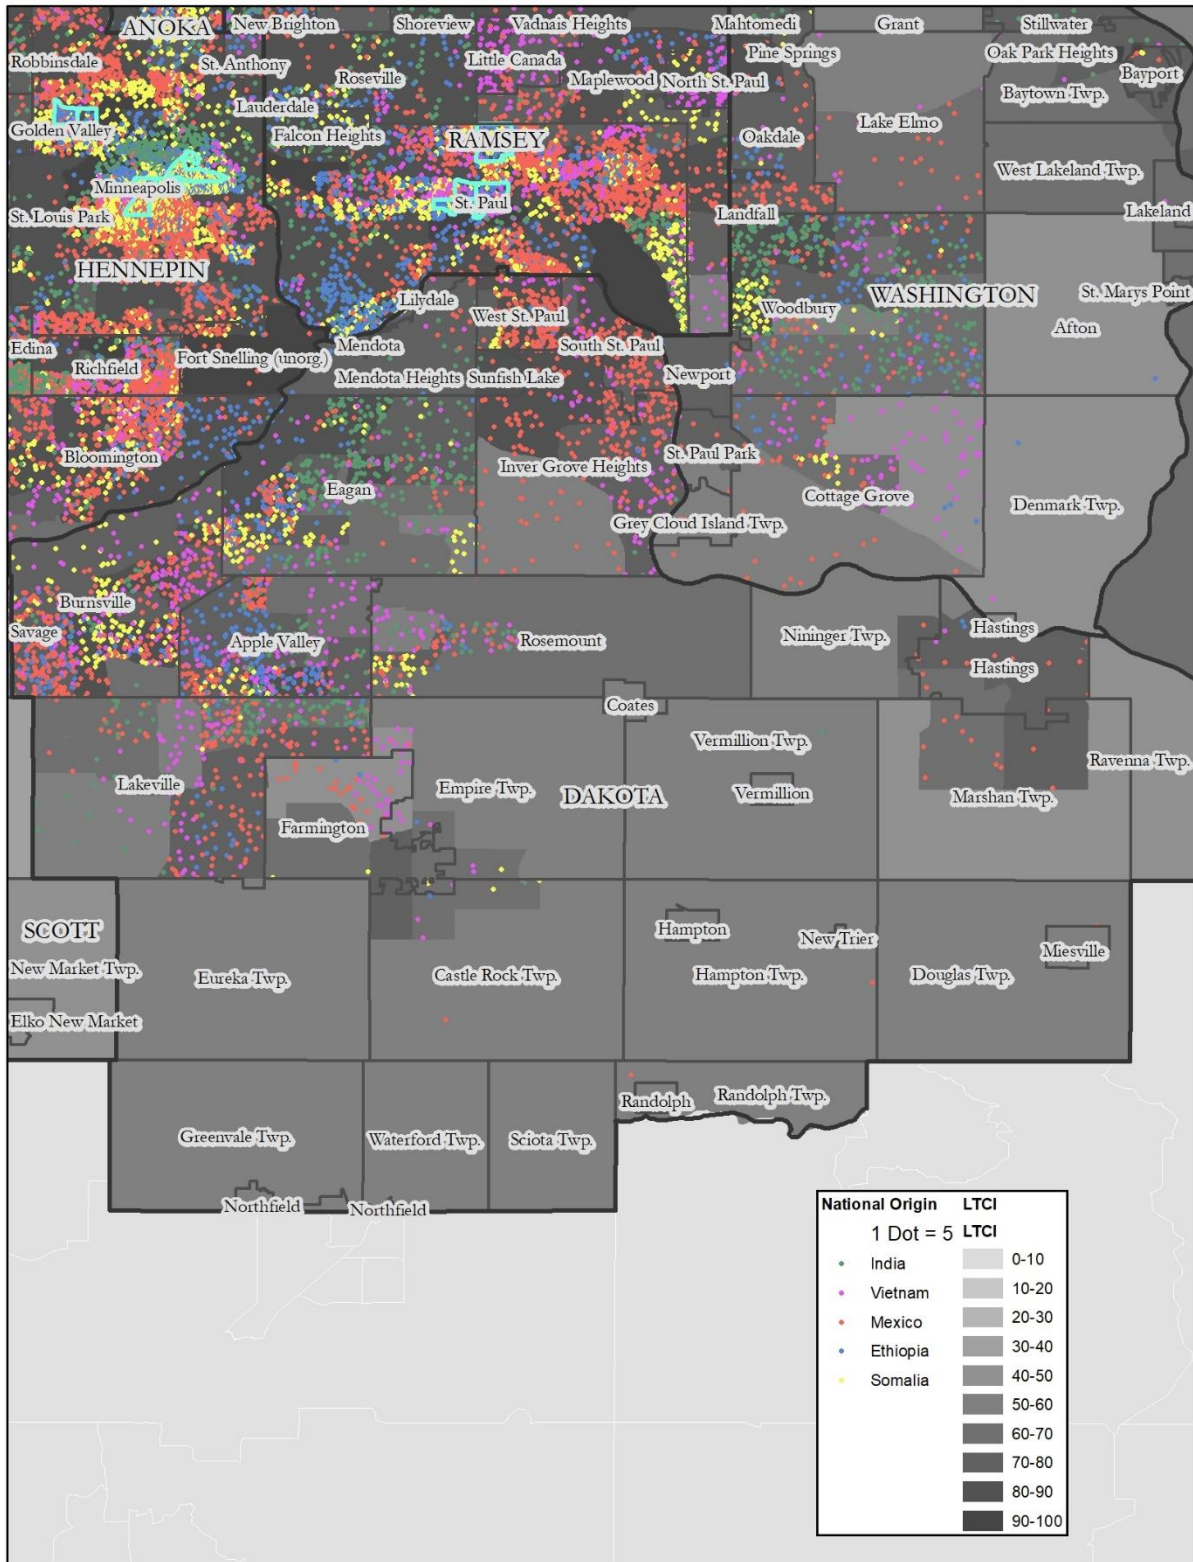 ANOKA
New Brighton
Shoreview
Vadnais Heights
Mahtomedi
Grant
Stillwater
Robbinsdale
St. Anthony
Roseville
Little Canada
Maplewood
North St. Paul
Pine Springs
Oak Park Heights
Bayport
Baytown Twp.
Golden Valley
Lauderdale
Falcon Heights
RAMSEY
Oakdale
Lake Elmo
West Lakeland Twp.
Minneapolis
St. Paul
St. Louis Park
Landfall
Lakeland
HENNEPIN
Lilydale
West St. Paul
Woodbury
WASHINGTON
St. Marys Point
Afton
Edina
Richfield
Fort Snelling (unorg.)
Mendota
South St. Paul
Mendota Heights
Sunfish Lake
Newport
Bloomington
Eagan
Inver Grove Heights
St. Paul Park
Cottage Grove
Denmark Twp.
Grey Cloud Island Twp.
Burnsville
Savage
Apple Valley
Rosemount
Nininger Twp.
Hastings
Hastings
Coates
Vermillion Twp.
Ravenna Twp.
Lakeville
Empire Twp.
DAKOTA
Vermillion
Marshan Twp.
Farmington
SCOTT
Hampton
New Trier
Miesville
New Market Twp.
Eureka Twp.
Castle Rock Twp.
Hampton Twp.
Douglas Twp.
Elko New Market
Randolph
Randolph Twp.
Greenvale Twp.
Waterford Twp.
Sciota Twp.
Northfield
Northfield
National Origin LTCI
1 Dot = 5 LTCI
India 0-10
Vietnam 10-20
Mexico 20-30
Ethiopia 30-40
Somalia 40-50
50-60
60-70
70-80
80-90
90-100